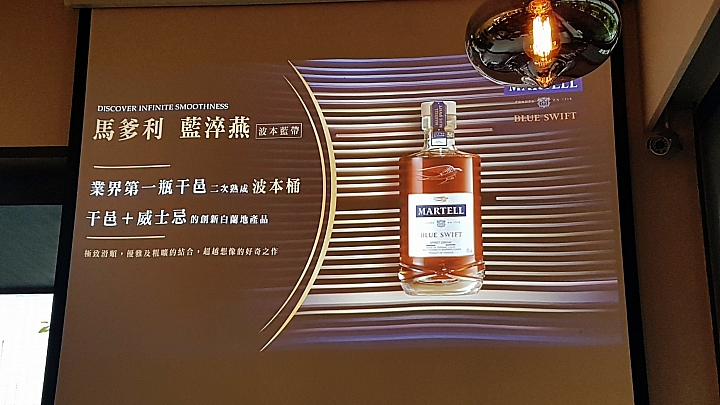 DISCOVER INFINITE SMOOTHNESS
馬爹利 藍淬燕 波本藍帶
業界第一瓶干邑二次熟成波本桶
干邑+威士忌的創新白蘭地產品
極致滑順，優雅及粗曠的結合，超越想像的好奇之作
MARTELL
BLUE SWIFT
MARTELL
BLUE SWIFT